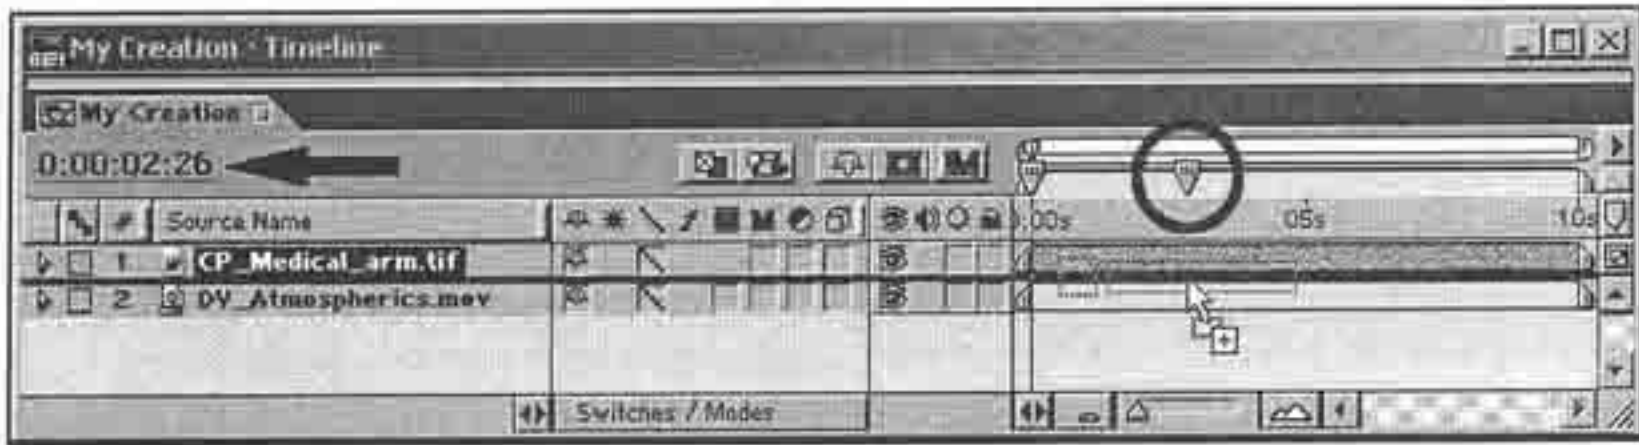 My Creation · Timeline
My Creation
0:00:02:26
# Source Name
:00s 05s 10s
1 CP_Medical_arm.tif
2 DV_Atmospherics.mov
Switches / Modes